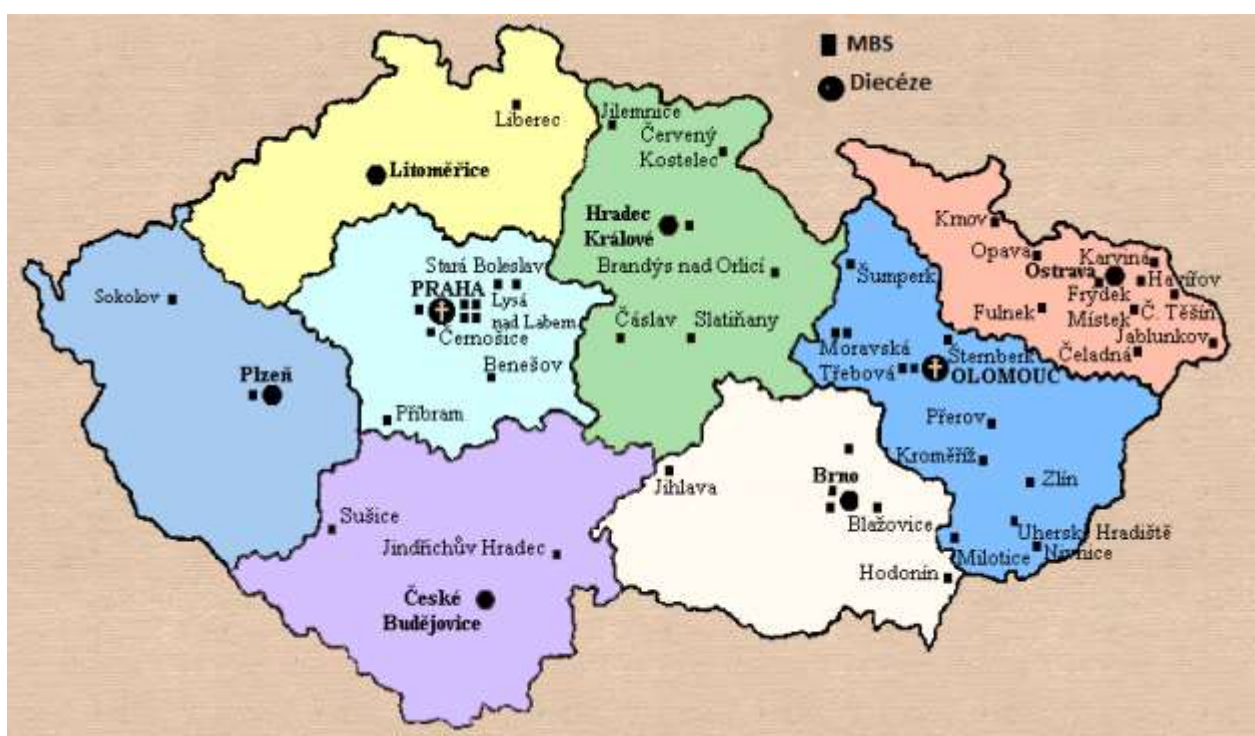 MBS
Diecéze
Liberec
Jilemnice
Červený
Kostelec
Litoměřice
Hradec
Králové
Krnov
Opava
Karviná
Ostrava
Havířov
Stará Boleslav
Brandýs nad Orlicí
Šumperk
PRAHA
Sokolov
Lysá
nad Labem
Frýdek
Místek
Fulnek
Č. Těšín
Čáslav
Slatiňany
Černošice
Moravská
Třebová
Šternberk
Jablunkov
Čeladná
OLOMOUC
Benešov
Plzeň
Příbram
Přerov
Kroměříž
Jihlava
Brno
Zlín
Sušice
Blažovice
Uherské Hradiště
Nivnice
Jindřichův Hradec
Milotice
Hodonín
České
Budějovice